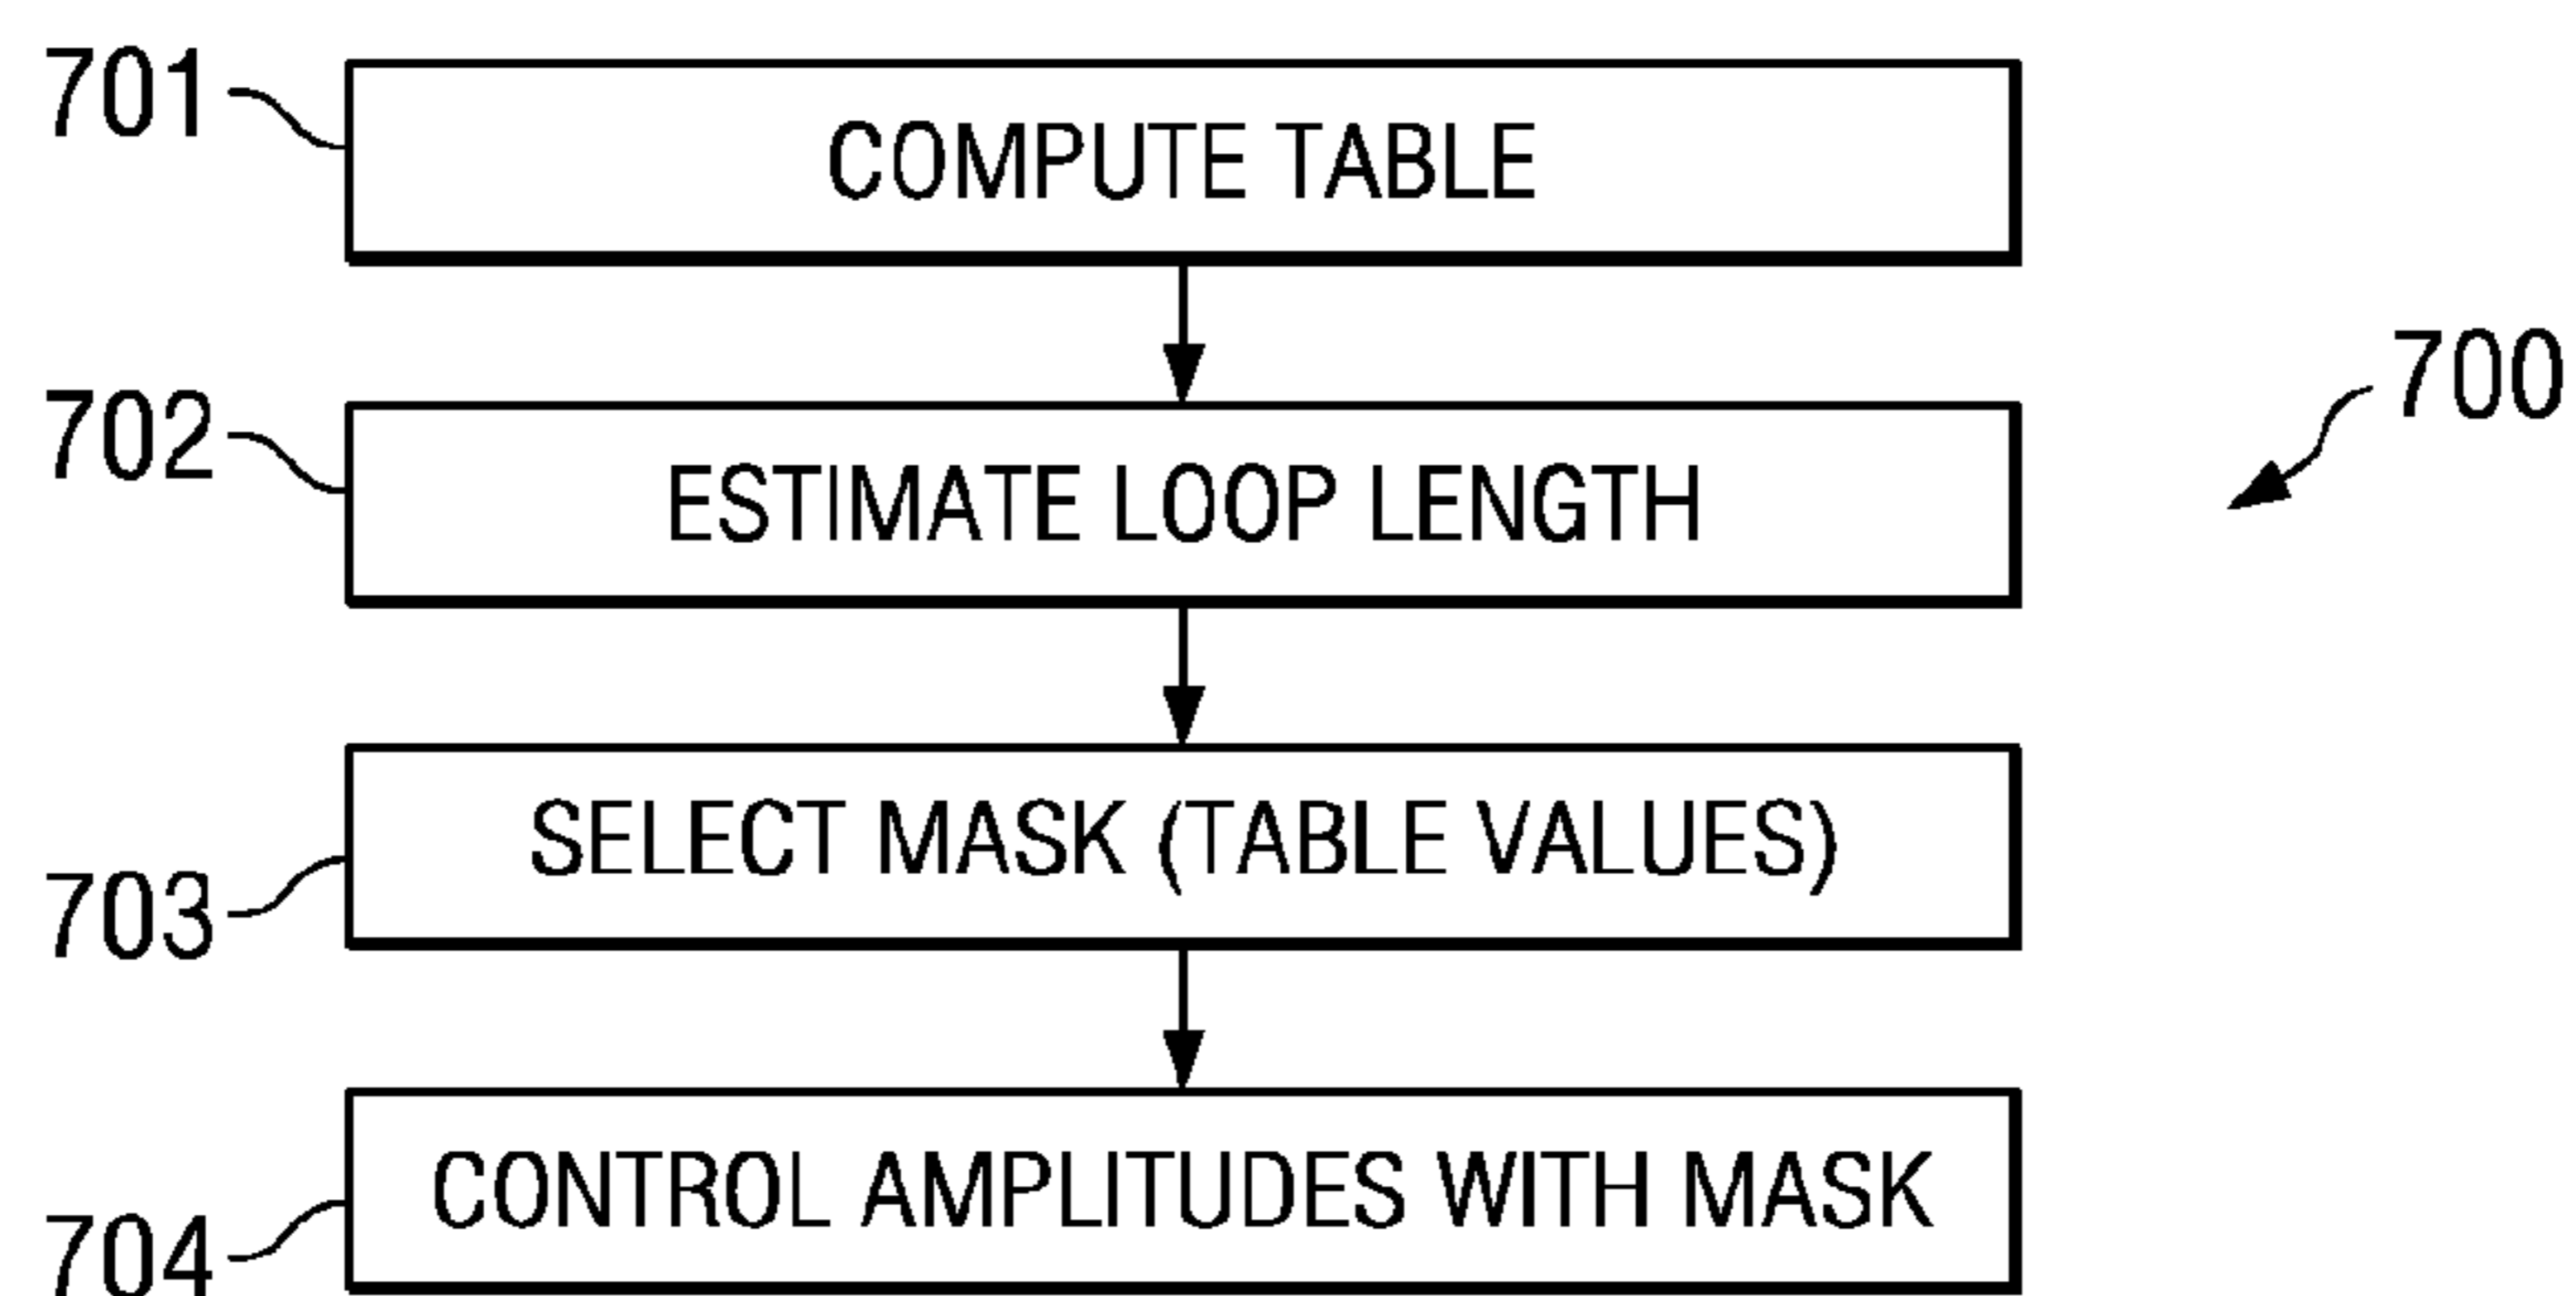 701
COMPUTE TABLE
702
ESTIMATE LOOP LENGTH
700
703
SELECT MASK (TABLE VALUES)
704
CONTROL AMPLITUDES WITH MASK